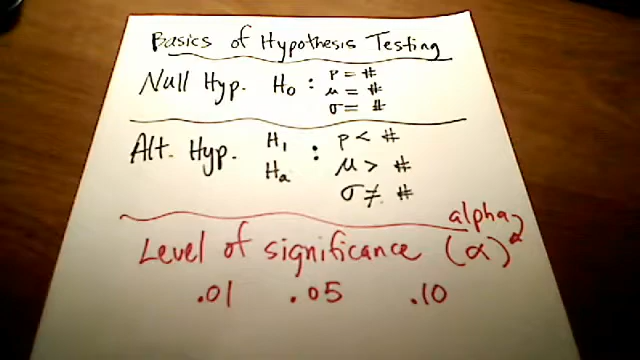 Basics of Hypothesis Testing
Null Hyp. H0 : p = #
μ = #
σ = #
Alt. Hyp. H1 : p < #
Ha μ > #
σ ≠ #
alpha
Level of significance (α)
.01 .05 .10